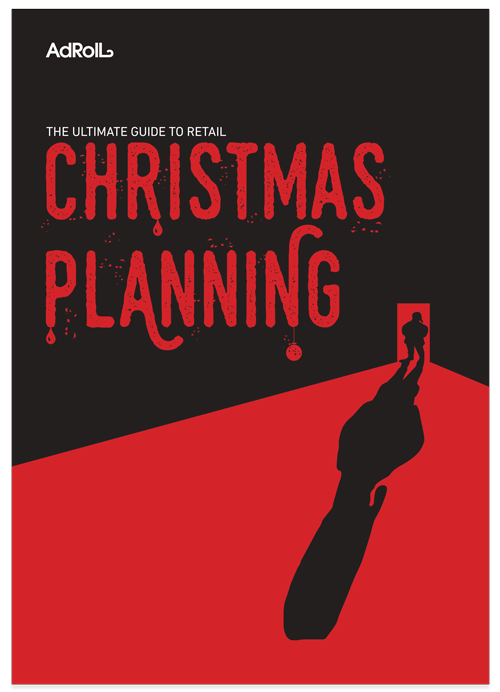 AdRoll
THE ULTIMATE GUIDE TO RETAIL
CHRISTMAS
PLANNING